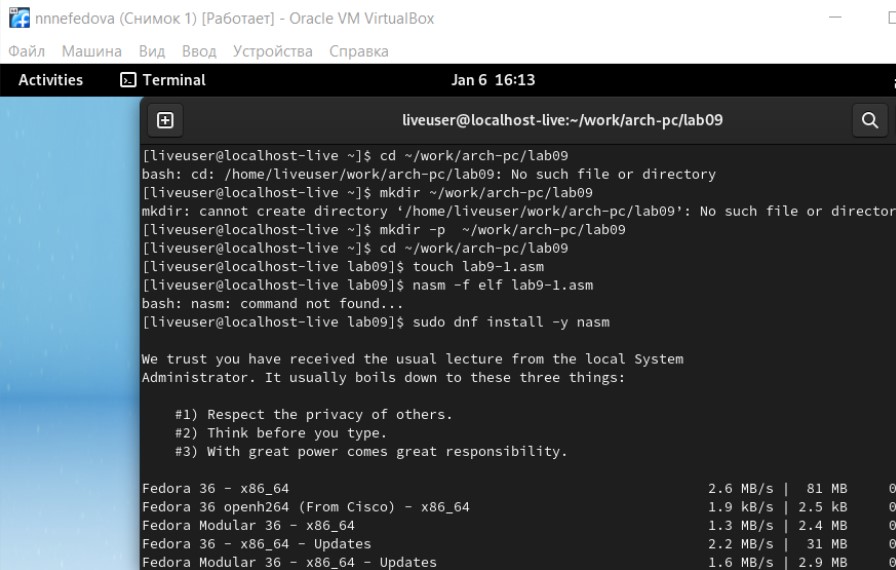 nnnefedova (Снимок 1) [Работает] - Oracle VM VirtualBox
Файл Машина Вид Ввод Устройства Справка
Activities Terminal Jan 6 16:13
liveuser@localhost-live:~/work/arch-pc/lab09
[liveuser@localhost-live ~]$ cd ~/work/arch-pc/lab09
bash: cd: /home/liveuser/work/arch-pc/lab09: No such file or directory
[liveuser@localhost-live ~]$ mkdir ~/work/arch-pc/lab09
mkdir: cannot create directory ‘/home/liveuser/work/arch-pc/lab09’: No such file or director
[liveuser@localhost-live ~]$ mkdir -p  ~/work/arch-pc/lab09
[liveuser@localhost-live ~]$ cd ~/work/arch-pc/lab09
[liveuser@localhost-live lab09]$ touch lab9-1.asm
[liveuser@localhost-live lab09]$ nasm -f elf lab9-1.asm
bash: nasm: command not found...
[liveuser@localhost-live lab09]$ sudo dnf install -y nasm
We trust you have received the usual lecture from the local System
Administrator. It usually boils down to these three things:
#1) Respect the privacy of others.
#2) Think before you type.
#3) With great power comes great responsibility.
Fedora 36 - x86_64 2.6 MB/s | 81 MB 0
Fedora 36 openh264 (From Cisco) - x86_64 1.9 kB/s | 2.5 kB 0
Fedora Modular 36 - x86_64 1.3 MB/s | 2.4 MB 0
Fedora 36 - x86_64 - Updates 2.2 MB/s | 31 MB 0
Fedora Modular 36 - x86_64 - Updates 1.6 MB/s | 2.9 MB 0